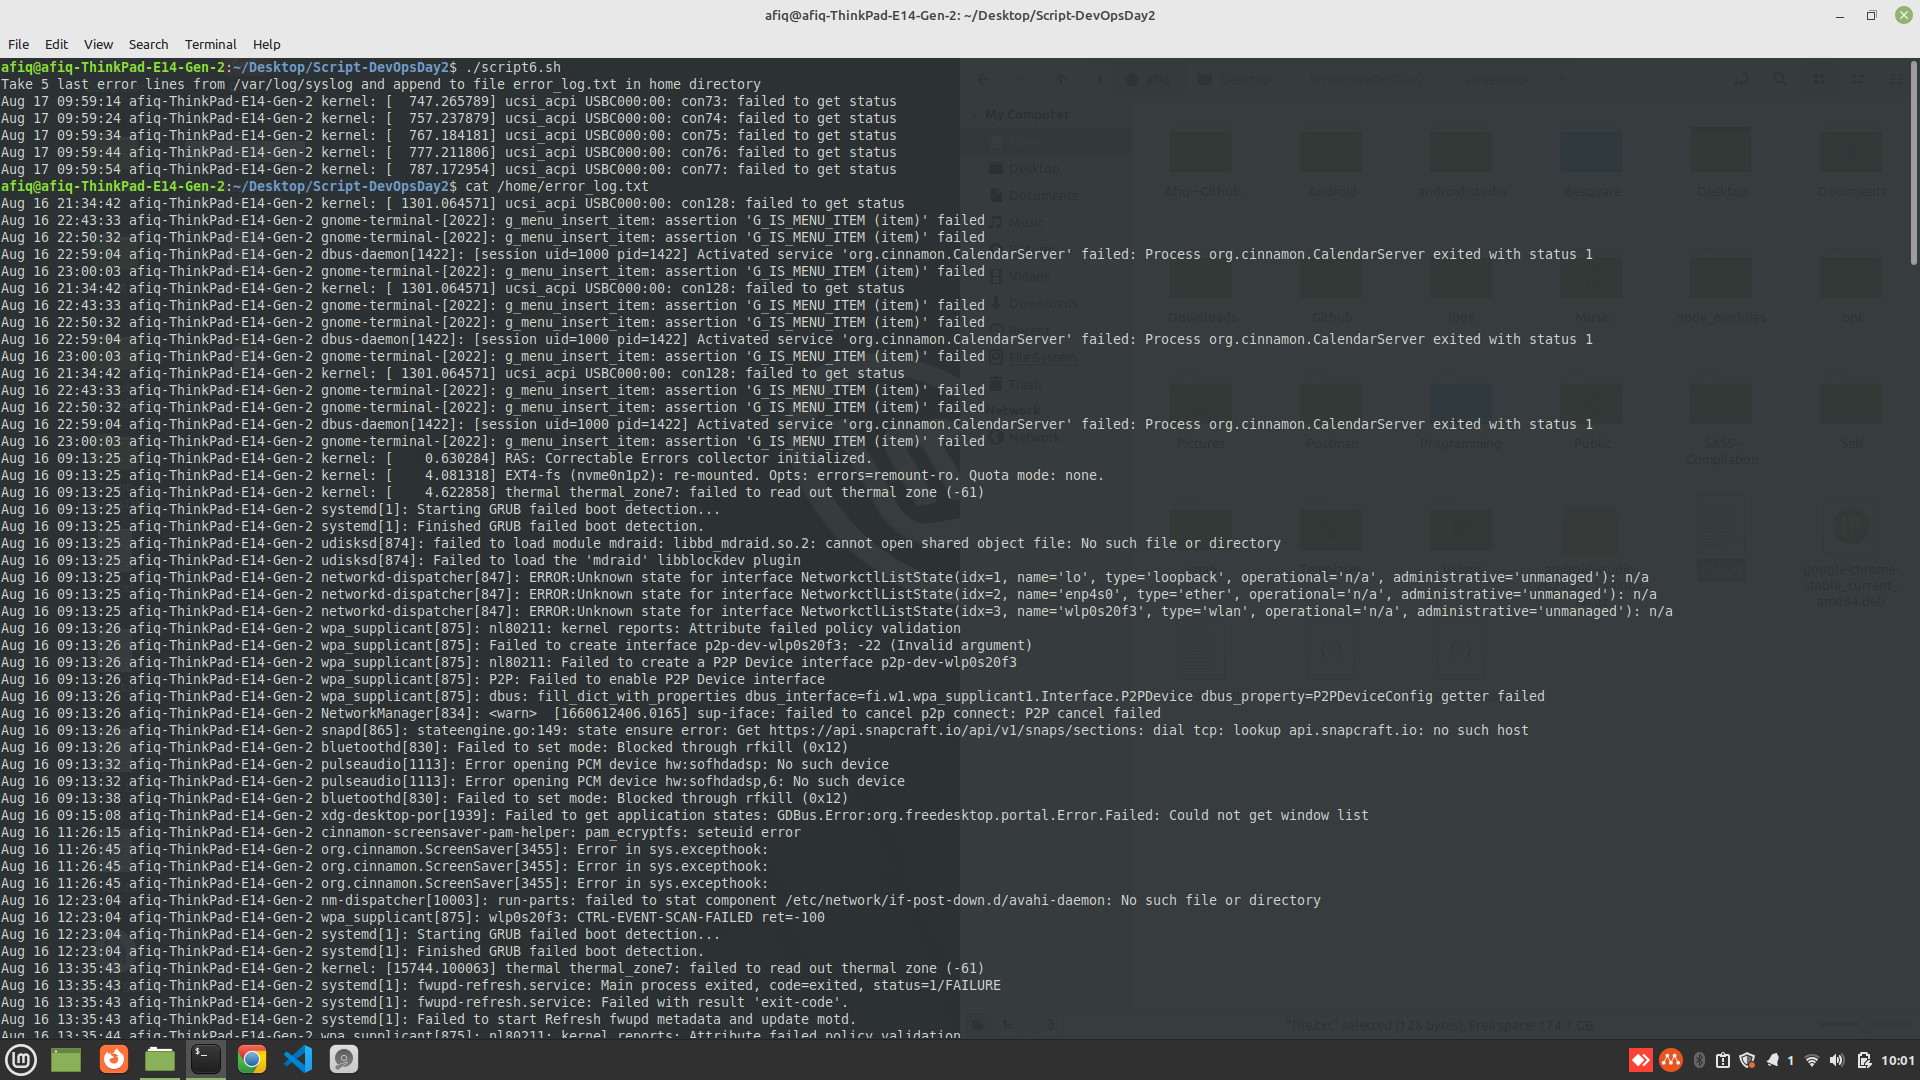 afiq@afiq-ThinkPad-E14-Gen-2: ~/Desktop/Script-DevOpsDay2
File Edit View Search Terminal Help
afiq@afiq-ThinkPad-E14-Gen-2:~/Desktop/Script-DevOpsDay2$ ./script6.sh
Take 5 last error lines from /var/log/syslog and append to file error_log.txt in home directory
Aug 17 09:59:14 afiq-ThinkPad-E14-Gen-2 kernel: [  747.265789] ucsi_acpi USBC000:00: con73: failed to get status
Aug 17 09:59:24 afiq-ThinkPad-E14-Gen-2 kernel: [  757.237879] ucsi_acpi USBC000:00: con74: failed to get status
Aug 17 09:59:34 afiq-ThinkPad-E14-Gen-2 kernel: [  767.184181] ucsi_acpi USBC000:00: con75: failed to get status
Aug 17 09:59:44 afiq-ThinkPad-E14-Gen-2 kernel: [  777.211806] ucsi_acpi USBC000:00: con76: failed to get status
Aug 17 09:59:54 afiq-ThinkPad-E14-Gen-2 kernel: [  787.172954] ucsi_acpi USBC000:00: con77: failed to get status
afiq@afiq-ThinkPad-E14-Gen-2:~/Desktop/Script-DevOpsDay2$ cat /home/error_log.txt
Aug 16 21:34:42 afiq-ThinkPad-E14-Gen-2 kernel: [ 1301.064571] ucsi_acpi USBC000:00: con128: failed to get status
Aug 16 22:43:33 afiq-ThinkPad-E14-Gen-2 gnome-terminal-[2022]: g_menu_insert_item: assertion 'G_IS_MENU_ITEM (item)' failed
Aug 16 22:50:32 afiq-ThinkPad-E14-Gen-2 gnome-terminal-[2022]: g_menu_insert_item: assertion 'G_IS_MENU_ITEM (item)' failed
Aug 16 22:59:04 afiq-ThinkPad-E14-Gen-2 dbus-daemon[1422]: [session uid=1000 pid=1422] Activated service 'org.cinnamon.CalendarServer' failed: Process org.cinnamon.CalendarServer exited with status 1
Aug 16 23:00:03 afiq-ThinkPad-E14-Gen-2 gnome-terminal-[2022]: g_menu_insert_item: assertion 'G_IS_MENU_ITEM (item)' failed
Aug 16 21:34:42 afiq-ThinkPad-E14-Gen-2 kernel: [ 1301.064571] ucsi_acpi USBC000:00: con128: failed to get status
Aug 16 22:43:33 afiq-ThinkPad-E14-Gen-2 gnome-terminal-[2022]: g_menu_insert_item: assertion 'G_IS_MENU_ITEM (item)' failed
Aug 16 22:50:32 afiq-ThinkPad-E14-Gen-2 gnome-terminal-[2022]: g_menu_insert_item: assertion 'G_IS_MENU_ITEM (item)' failed
Aug 16 22:59:04 afiq-ThinkPad-E14-Gen-2 dbus-daemon[1422]: [session uid=1000 pid=1422] Activated service 'org.cinnamon.CalendarServer' failed: Process org.cinnamon.CalendarServer exited with status 1
Aug 16 23:00:03 afiq-ThinkPad-E14-Gen-2 gnome-terminal-[2022]: g_menu_insert_item: assertion 'G_IS_MENU_ITEM (item)' failed
Aug 16 21:34:42 afiq-ThinkPad-E14-Gen-2 kernel: [ 1301.064571] ucsi_acpi USBC000:00: con128: failed to get status
Aug 16 22:43:33 afiq-ThinkPad-E14-Gen-2 gnome-terminal-[2022]: g_menu_insert_item: assertion 'G_IS_MENU_ITEM (item)' failed
Aug 16 22:50:32 afiq-ThinkPad-E14-Gen-2 gnome-terminal-[2022]: g_menu_insert_item: assertion 'G_IS_MENU_ITEM (item)' failed
Aug 16 22:59:04 afiq-ThinkPad-E14-Gen-2 dbus-daemon[1422]: [session uid=1000 pid=1422] Activated service 'org.cinnamon.CalendarServer' failed: Process org.cinnamon.CalendarServer exited with status 1
Aug 16 23:00:03 afiq-ThinkPad-E14-Gen-2 gnome-terminal-[2022]: g_menu_insert_item: assertion 'G_IS_MENU_ITEM (item)' failed
Aug 16 09:13:25 afiq-ThinkPad-E14-Gen-2 kernel: [    0.630284] RAS: Correctable Errors collector initialized.
Aug 16 09:13:25 afiq-ThinkPad-E14-Gen-2 kernel: [    4.081318] EXT4-fs (nvme0n1p2): re-mounted. Opts: errors=remount-ro. Quota mode: none.
Aug 16 09:13:25 afiq-ThinkPad-E14-Gen-2 kernel: [    4.622858] thermal thermal_zone7: failed to read out thermal zone (-61)
Aug 16 09:13:25 afiq-ThinkPad-E14-Gen-2 systemd[1]: Starting GRUB failed boot detection...
Aug 16 09:13:25 afiq-ThinkPad-E14-Gen-2 systemd[1]: Finished GRUB failed boot detection.
Aug 16 09:13:25 afiq-ThinkPad-E14-Gen-2 udisksd[874]: failed to load module mdraid: libbd_mdraid.so.2: cannot open shared object file: No such file or directory
Aug 16 09:13:25 afiq-ThinkPad-E14-Gen-2 udisksd[874]: Failed to load the 'mdraid' libblockdev plugin
Aug 16 09:13:25 afiq-ThinkPad-E14-Gen-2 networkd-dispatcher[847]: ERROR:Unknown state for interface NetworkctlListState(idx=1, name='lo', type='loopback', operational='n/a', administrative='unmanaged'): n/a
Aug 16 09:13:25 afiq-ThinkPad-E14-Gen-2 networkd-dispatcher[847]: ERROR:Unknown state for interface NetworkctlListState(idx=2, name='enp4s0', type='ether', operational='n/a', administrative='unmanaged'): n/a
Aug 16 09:13:25 afiq-ThinkPad-E14-Gen-2 networkd-dispatcher[847]: ERROR:Unknown state for interface NetworkctlListState(idx=3, name='wlp0s20f3', type='wlan', operational='n/a', administrative='unmanaged'): n/a
Aug 16 09:13:26 afiq-ThinkPad-E14-Gen-2 wpa_supplicant[875]: nl80211: kernel reports: Attribute failed policy validation
Aug 16 09:13:26 afiq-ThinkPad-E14-Gen-2 wpa_supplicant[875]: Failed to create interface p2p-dev-wlp0s20f3: -22 (Invalid argument)
Aug 16 09:13:26 afiq-ThinkPad-E14-Gen-2 wpa_supplicant[875]: nl80211: Failed to create a P2P Device interface p2p-dev-wlp0s20f3
Aug 16 09:13:26 afiq-ThinkPad-E14-Gen-2 wpa_supplicant[875]: P2P: Failed to enable P2P Device interface
Aug 16 09:13:26 afiq-ThinkPad-E14-Gen-2 wpa_supplicant[875]: dbus: fill_dict_with_properties dbus_interface=fi.w1.wpa_supplicant1.Interface.P2PDevice dbus_property=P2PDeviceConfig getter failed
Aug 16 09:13:26 afiq-ThinkPad-E14-Gen-2 NetworkManager[834]: <warn>  [1660612406.0165] sup-iface: failed to cancel p2p connect: P2P cancel failed
Aug 16 09:13:26 afiq-ThinkPad-E14-Gen-2 snapd[865]: stateengine.go:149: state ensure error: Get https://api.snapcraft.io/api/v1/snaps/sections: dial tcp: lookup api.snapcraft.io: no such host
Aug 16 09:13:26 afiq-ThinkPad-E14-Gen-2 bluetoothd[830]: Failed to set mode: Blocked through rfkill (0x12)
Aug 16 09:13:32 afiq-ThinkPad-E14-Gen-2 pulseaudio[1113]: Error opening PCM device hw:sofhdadsp: No such device
Aug 16 09:13:32 afiq-ThinkPad-E14-Gen-2 pulseaudio[1113]: Error opening PCM device hw:sofhdadsp,6: No such device
Aug 16 09:13:38 afiq-ThinkPad-E14-Gen-2 bluetoothd[830]: Failed to set mode: Blocked through rfkill (0x12)
Aug 16 09:15:08 afiq-ThinkPad-E14-Gen-2 xdg-desktop-por[1939]: Failed to get application states: GDBus.Error:org.freedesktop.portal.Error.Failed: Could not get window list
Aug 16 11:26:15 afiq-ThinkPad-E14-Gen-2 cinnamon-screensaver-pam-helper: pam_ecryptfs: seteuid error
Aug 16 11:26:45 afiq-ThinkPad-E14-Gen-2 org.cinnamon.ScreenSaver[3455]: Error in sys.excepthook:
Aug 16 11:26:45 afiq-ThinkPad-E14-Gen-2 org.cinnamon.ScreenSaver[3455]: Error in sys.excepthook:
Aug 16 11:26:45 afiq-ThinkPad-E14-Gen-2 org.cinnamon.ScreenSaver[3455]: Error in sys.excepthook:
Aug 16 12:23:04 afiq-ThinkPad-E14-Gen-2 nm-dispatcher[10003]: run-parts: failed to stat component /etc/network/if-post-down.d/avahi-daemon: No such file or directory
Aug 16 12:23:04 afiq-ThinkPad-E14-Gen-2 wpa_supplicant[875]: wlp0s20f3: CTRL-EVENT-SCAN-FAILED ret=-100
Aug 16 12:23:04 afiq-ThinkPad-E14-Gen-2 systemd[1]: Starting GRUB failed boot detection...
Aug 16 12:23:04 afiq-ThinkPad-E14-Gen-2 systemd[1]: Finished GRUB failed boot detection.
Aug 16 13:35:43 afiq-ThinkPad-E14-Gen-2 kernel: [15744.100063] thermal thermal_zone7: failed to read out thermal zone (-61)
Aug 16 13:35:43 afiq-ThinkPad-E14-Gen-2 systemd[1]: fwupd-refresh.service: Main process exited, code=exited, status=1/FAILURE
Aug 16 13:35:43 afiq-ThinkPad-E14-Gen-2 systemd[1]: fwupd-refresh.service: Failed with result 'exit-code'.
Aug 16 13:35:43 afiq-ThinkPad-E14-Gen-2 systemd[1]: Failed to start Refresh fwupd metadata and update motd.
Aug 16 13:35:44 afiq-ThinkPad-E14-Gen-2 wpa_supplicant[875]: nl80211: kernel reports: Attribute failed policy validation
afiq Desktop Script-DevOpsDay2 screenshot
My Computer
Desktop
Documents
Music
Videos
Downloads
Recent
File System
Trash
Network
Network
Afiq - Github Android android-studio Besquare Desktop Documents
Downloads Github logs Music node_modules opt
Pictures Postman Programming Public SASS - Compilation Self
Templates
google-chrome-stable_current_amd64.deb
"file.txt" selected (128 bytes), Free space: 174.7 GB
1 10:01